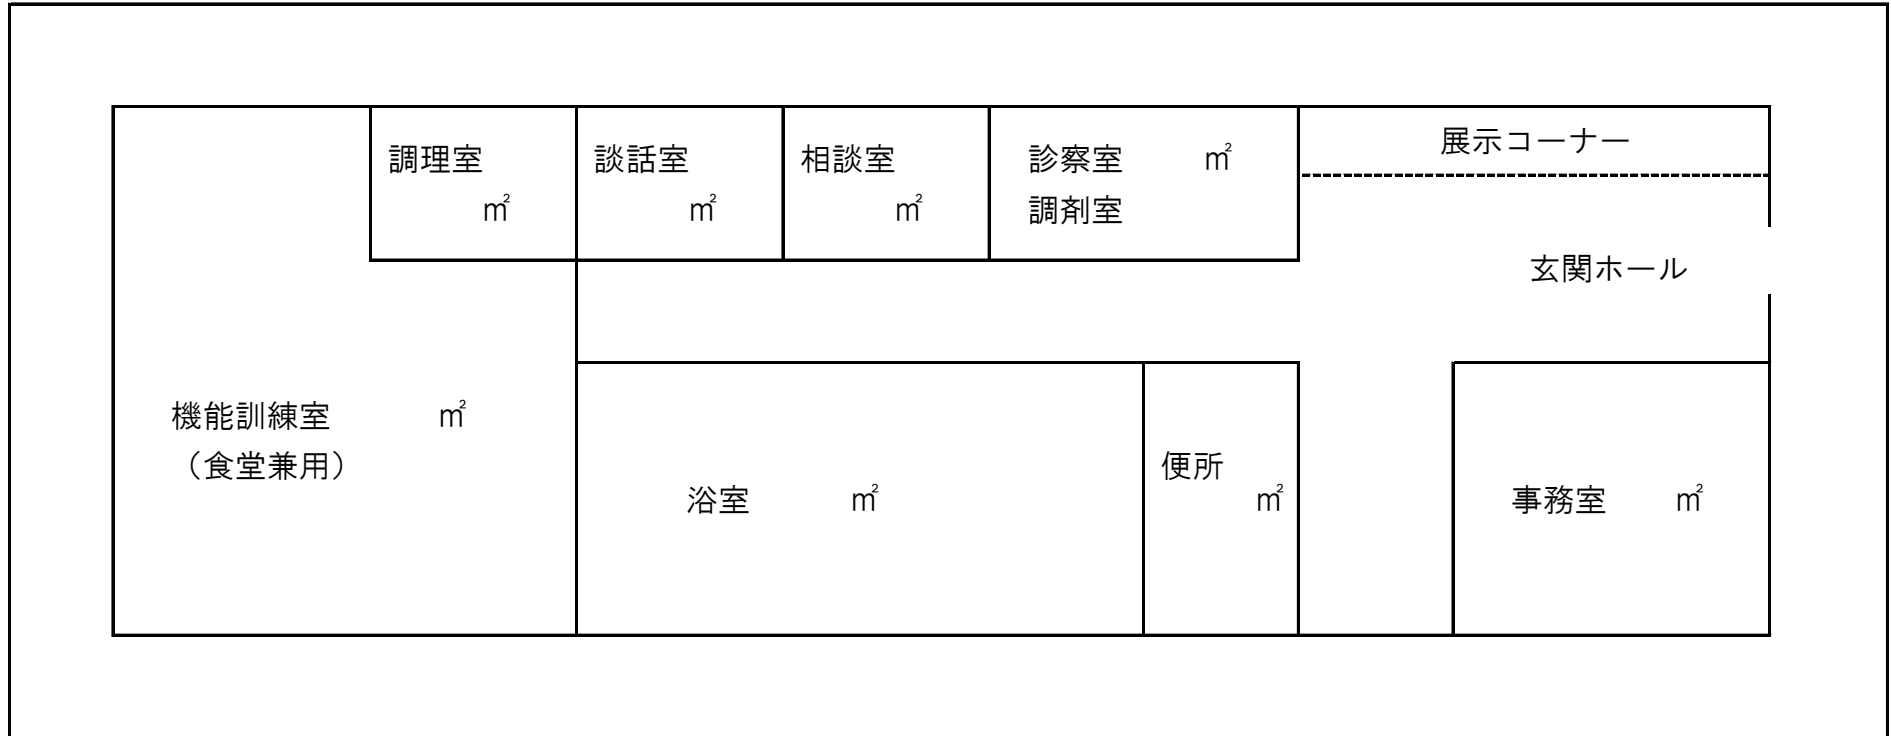 調理室
㎡
談話室
㎡
相談室
㎡
診察室 ㎡
調剤室
展示コーナー
玄関ホール
機能訓練室 ㎡
（食堂兼用）
浴室 ㎡
便所
㎡
事務室 ㎡